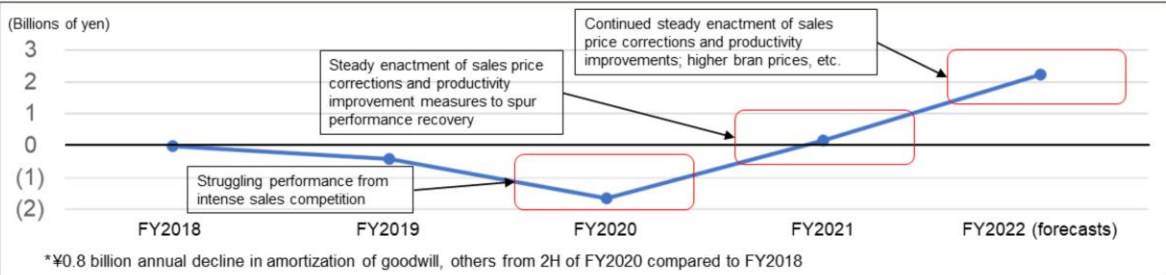 (Billions of yen)
3
2
1
0
(1)
(2)
Continued steady enactment of sales
price corrections and productivity
improvements; higher bran prices, etc.
Steady enactment of sales price
corrections and productivity
improvement measures to spur
performance recovery
Struggling performance from
intense sales competition
FY2018 FY2019 FY2020 FY2021 FY2022 (forecasts)
*¥0.8 billion annual decline in amortization of goodwill, others from 2H of FY2020 compared to FY2018